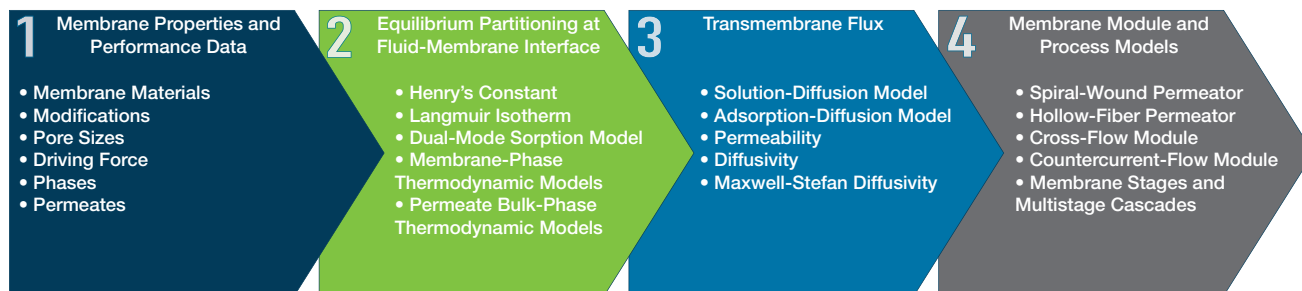 1
Membrane Properties and
Performance Data
• Membrane Materials
• Modifications
• Pore Sizes
• Driving Force
• Phases
• Permeates
2
Equilibrium Partitioning at
Fluid-Membrane Interface
• Henry’s Constant
• Langmuir Isotherm
• Dual-Mode Sorption Model
• Membrane-Phase
Thermodynamic Models
• Permeate Bulk-Phase
Thermodynamic Models
3
Transmembrane Flux
• Solution-Diffusion Model
• Adsorption-Diffusion Model
• Permeability
• Diffusivity
• Maxwell-Stefan Diffusivity
4
Membrane Module and
Process Models
• Spiral-Wound Permeator
• Hollow-Fiber Permeator
• Cross-Flow Module
• Countercurrent-Flow Module
• Membrane Stages and
Multistage Cascades